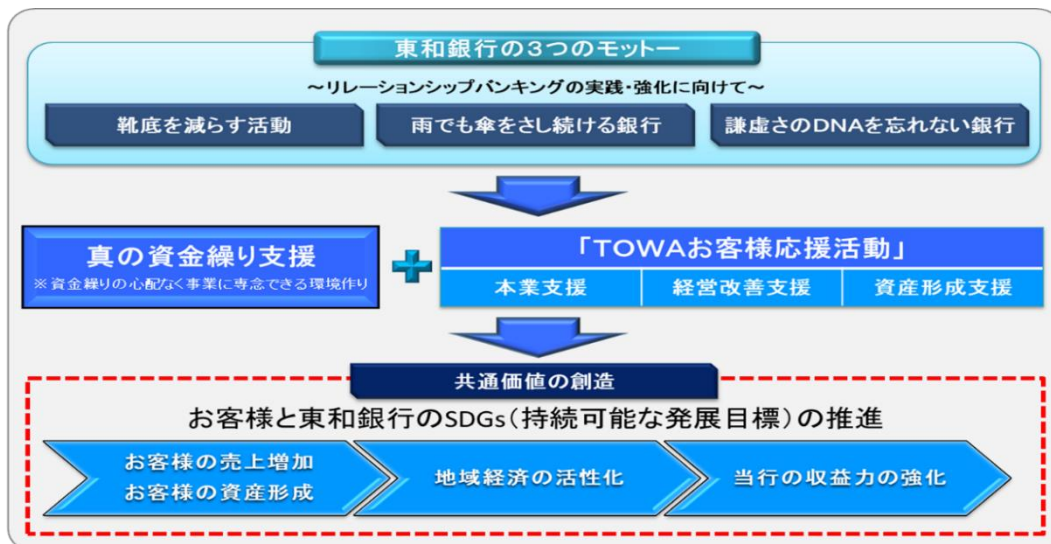 東和銀行の３つのモットー
～リレーションシップバンキングの実践・強化に向けて～
靴底を減らす活動
雨でも傘をさし続ける銀行
謙虚さのDNAを忘れない銀行
真の資金繰り支援
※資金繰りの心配なく事業に専念できる環境作り
「TOWAお客様応援活動」
本業支援
経営改善支援
資産形成支援
共通価値の創造
お客様と東和銀行のSDGs（持続可能な発展目標）の推進
お客様の売上増加
お客様の資産形成
地域経済の活性化
当行の収益力の強化